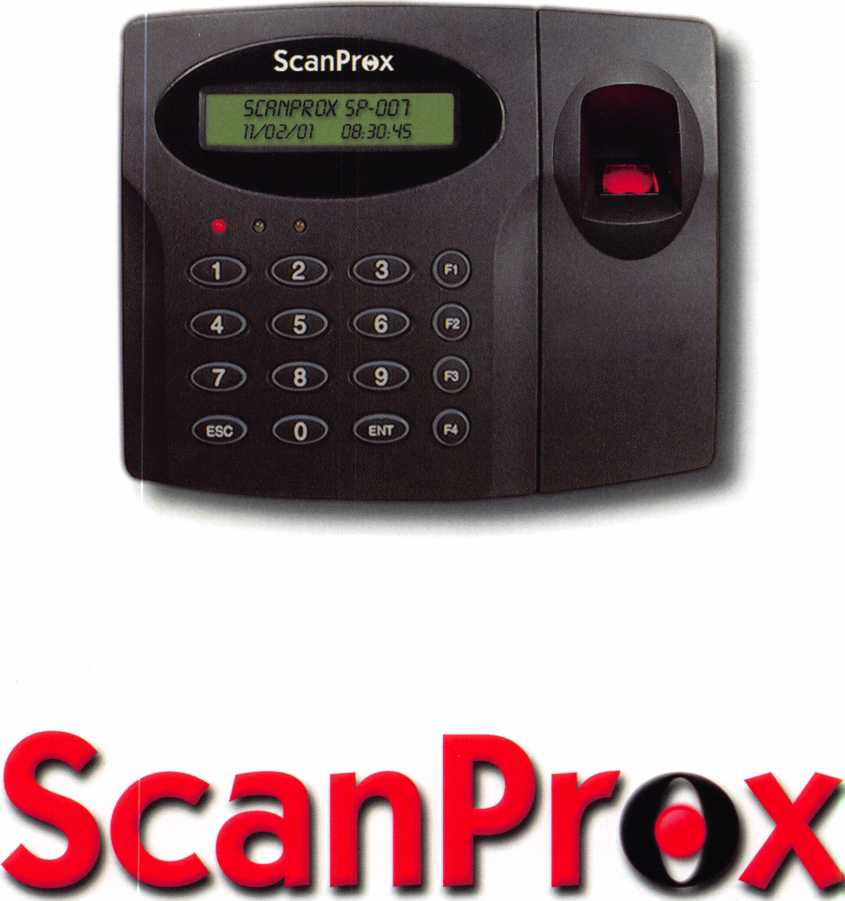 ScanProx
SCANPROX SP-007
11/02/01 08:30:45
1 2 3 F1
4 5 6 F2
7 8 9 F3
ESC 0 ENT F4
ScanProx